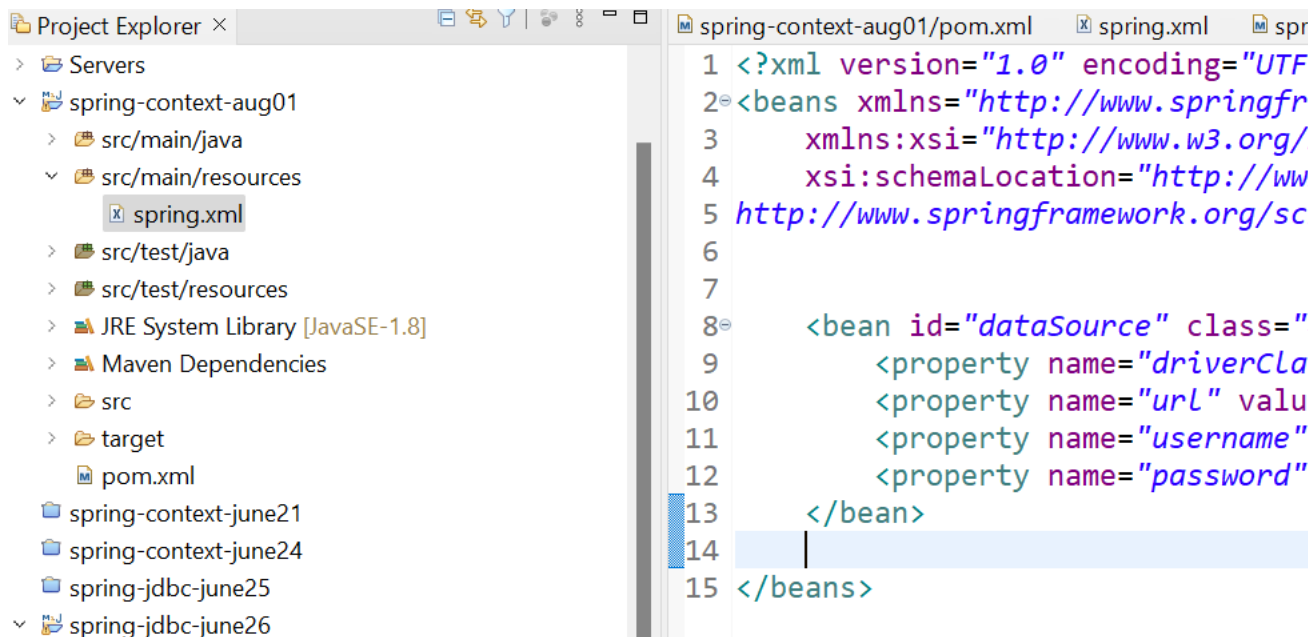 Project Explorer ×
Servers
spring-context-aug01
src/main/java
src/main/resources
spring.xml
src/test/java
src/test/resources
JRE System Library [JavaSE-1.8]
Maven Dependencies
src
target
pom.xml
spring-context-june21
spring-context-june24
spring-jdbc-june25
spring-jdbc-june26
spring-context-aug01/pom.xml spring.xml spr
1 <?xml version="1.0" encoding="UTF
2 <beans xmlns="http://www.springfr
3 xmlns:xsi="http://www.w3.org/
4 xsi:schemaLocation="http://ww
5 http://www.springframework.org/sc
6
7
8 <bean id="dataSource" class="
9 <property name="driverCla
10 <property name="url" valu
11 <property name="username"
12 <property name="password"
13 </bean>
14
15 </beans>